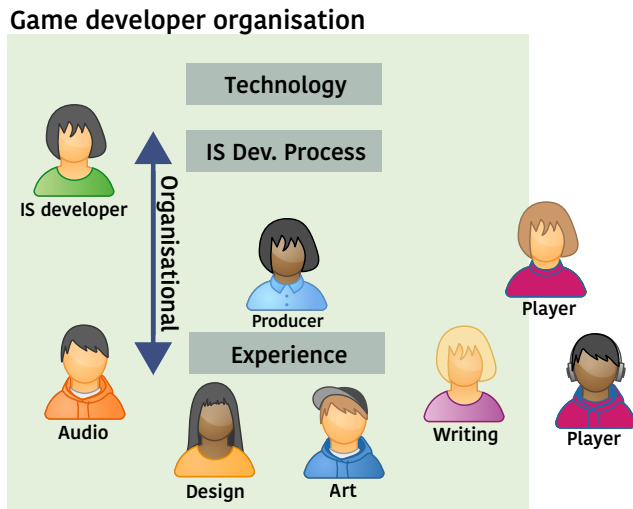 Game developer organisation
Technology
IS Dev. Process
IS developer
Organisational
Producer
Player
Experience
Audio
Writing
Player
Design
Art